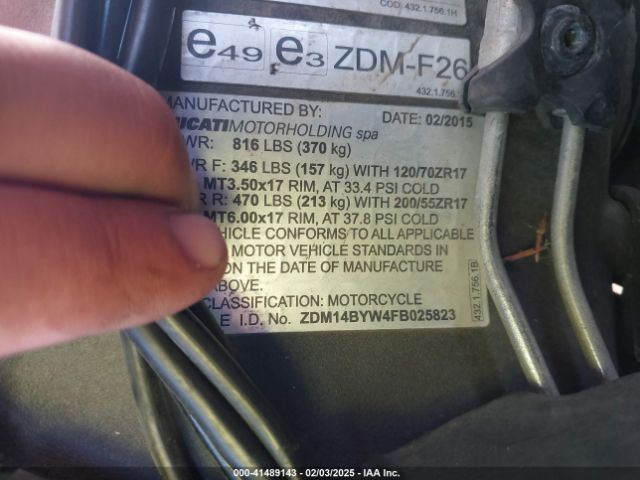 COD. 432.1.756.1H
e49 e3 ZDM-F26
432.1.756.
MANUFACTURED BY:
DATE: 02/2015
UCATI MOTORHOLDING spa
WR: 816 LBS (370 kg)
WR F: 346 LBS (157 kg) WITH 120/70ZR17
MT3.50x17 RIM, AT 33.4 PSI COLD
R R: 470 LBS (213 kg) WITH 200/55ZR17
MT6.00x17 RIM, AT 37.8 PSI COLD
HICLE CONFORMS TO ALL APPLICABLE
MOTOR VEHICLE STANDARDS IN
ON THE DATE OF MANUFACTURE
ABOVE.
CLASSIFICATION: MOTORCYCLE
E I.D. No. ZDM14BYW4FB025823
432.1.756.1B
000-41489143 - 02/03/2025 - IAA Inc.